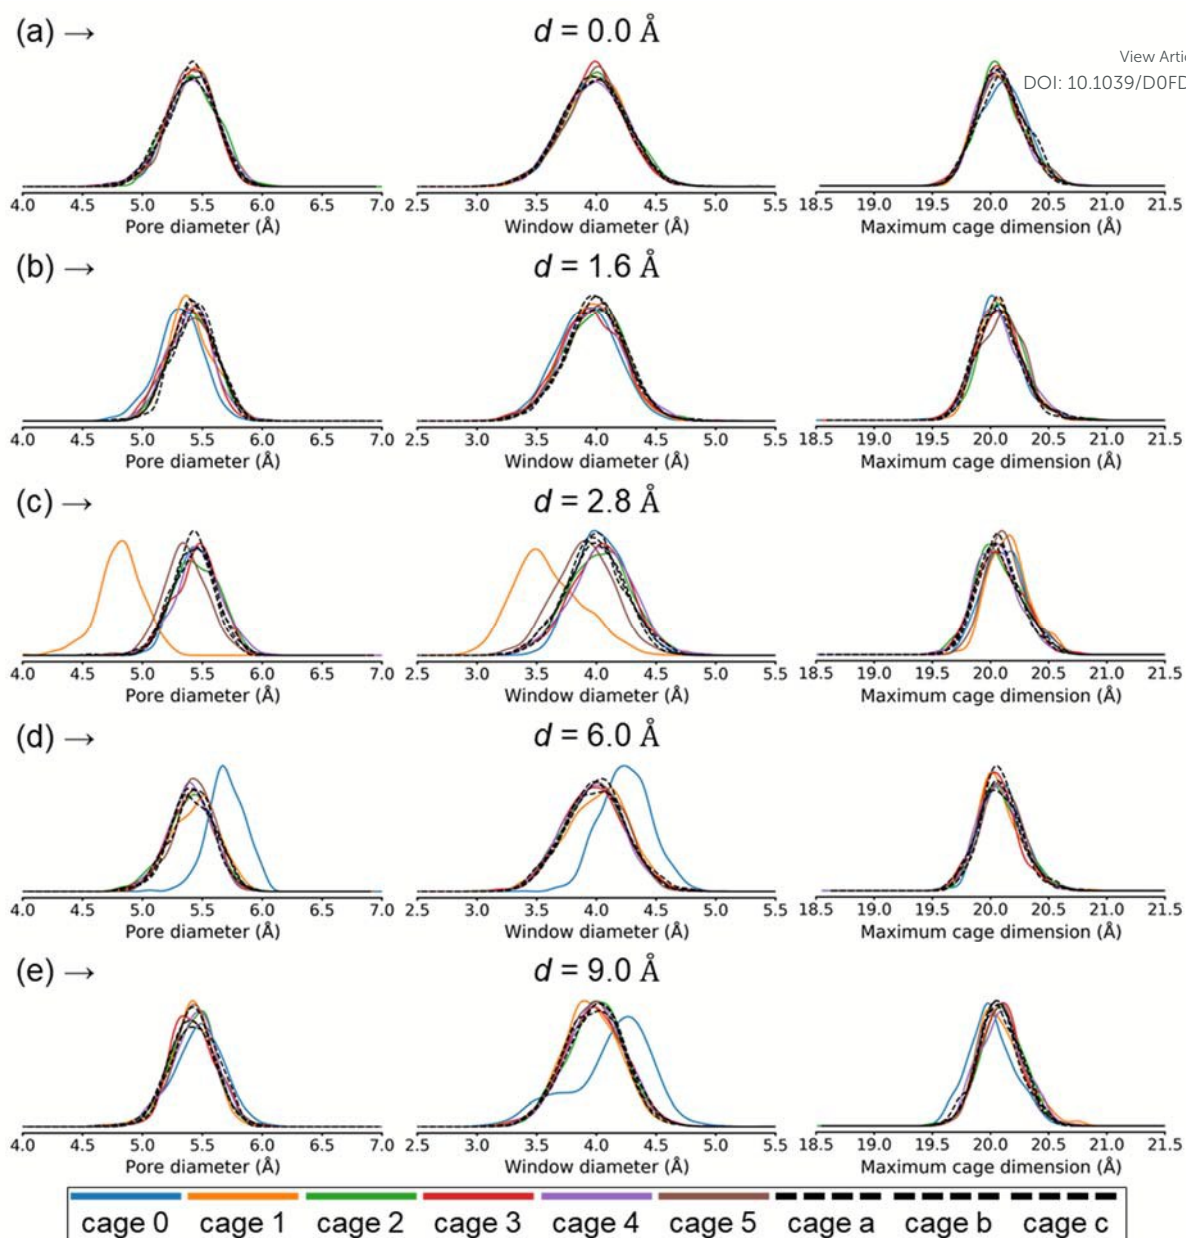 (a) → d = 0.0 Å
View Arti
DOI: 10.1039/D0FD
4.0 4.5 5.0 5.5 6.0 6.5 7.0 2.5 3.0 3.5 4.0 4.5 5.0 5.5 18.5 19.0 19.5 20.0 20.5 21.0 21.5
Pore diameter (Å) Window diameter (Å) Maximum cage dimension (Å)
(b) → d = 1.6 Å
4.0 4.5 5.0 5.5 6.0 6.5 7.0 2.5 3.0 3.5 4.0 4.5 5.0 5.5 18.5 19.0 19.5 20.0 20.5 21.0 21.5
Pore diameter (Å) Window diameter (Å) Maximum cage dimension (Å)
(c) → d = 2.8 Å
4.0 4.5 5.0 5.5 6.0 6.5 7.0 2.5 3.0 3.5 4.0 4.5 5.0 5.5 18.5 19.0 19.5 20.0 20.5 21.0 21.5
Pore diameter (Å) Window diameter (Å) Maximum cage dimension (Å)
(d) → d = 6.0 Å
4.0 4.5 5.0 5.5 6.0 6.5 7.0 2.5 3.0 3.5 4.0 4.5 5.0 5.5 18.5 19.0 19.5 20.0 20.5 21.0 21.5
Pore diameter (Å) Window diameter (Å) Maximum cage dimension (Å)
(e) → d = 9.0 Å
4.0 4.5 5.0 5.5 6.0 6.5 7.0 2.5 3.0 3.5 4.0 4.5 5.0 5.5 18.5 19.0 19.5 20.0 20.5 21.0 21.5
Pore diameter (Å) Window diameter (Å) Maximum cage dimension (Å)
cage 0 cage 1 cage 2 cage 3 cage 4 cage 5 cage a cage b cage c